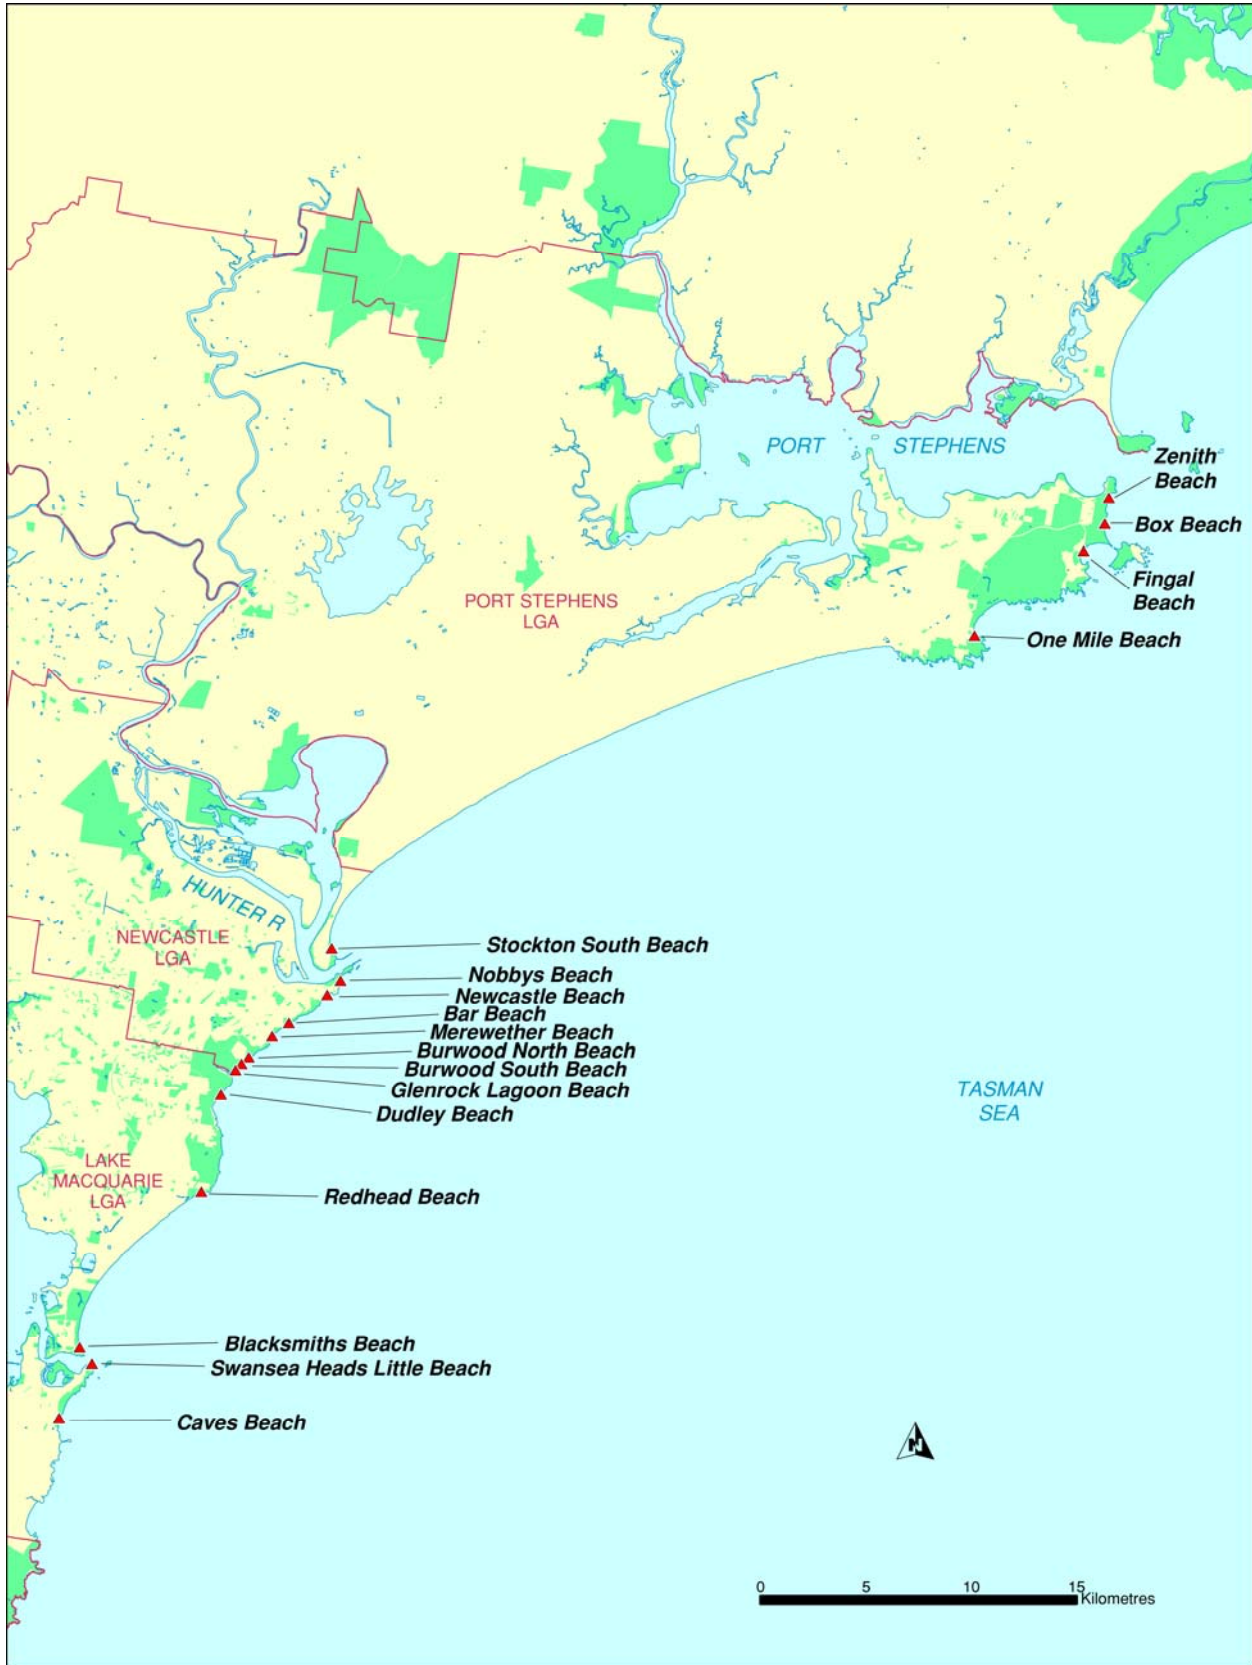 PORT STEPHENS
Zenith
Beach
Box Beach
Fingal
Beach
PORT STEPHENS
LGA
One Mile Beach
HUNTER R
NEWCASTLE
LGA
Stockton South Beach
Nobbys Beach
Newcastle Beach
Bar Beach
Merewether Beach
Burwood North Beach
Burwood South Beach
Glenrock Lagoon Beach
Dudley Beach
TASMAN
SEA
LAKE
MACQUARIE
LGA
Redhead Beach
Blacksmiths Beach
Swansea Heads Little Beach
Caves Beach
N
0 5 10 15
Kilometres